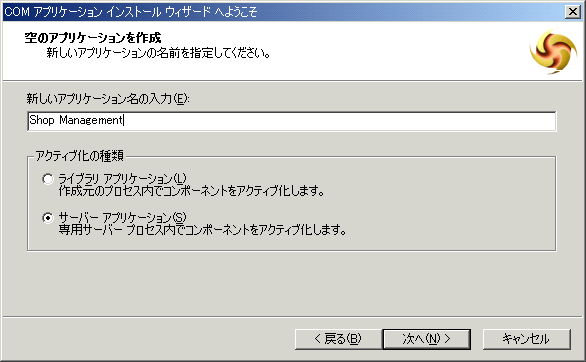 COM アプリケーション インストール ウィザード へようこそ
空のアプリケーションを作成
新しいアプリケーションの名前を指定してください。
新しいアプリケーション名の入力(E):
Shop Management
アクティブ化の種類
ライブラリ アプリケーション(L)
作成元のプロセス内でコンポーネントをアクティブ化します。
サーバー アプリケーション(S)
専用サーバー プロセス内でコンポーネントをアクティブ化します。
< 戻る(B)
次へ(N) >
キャンセル